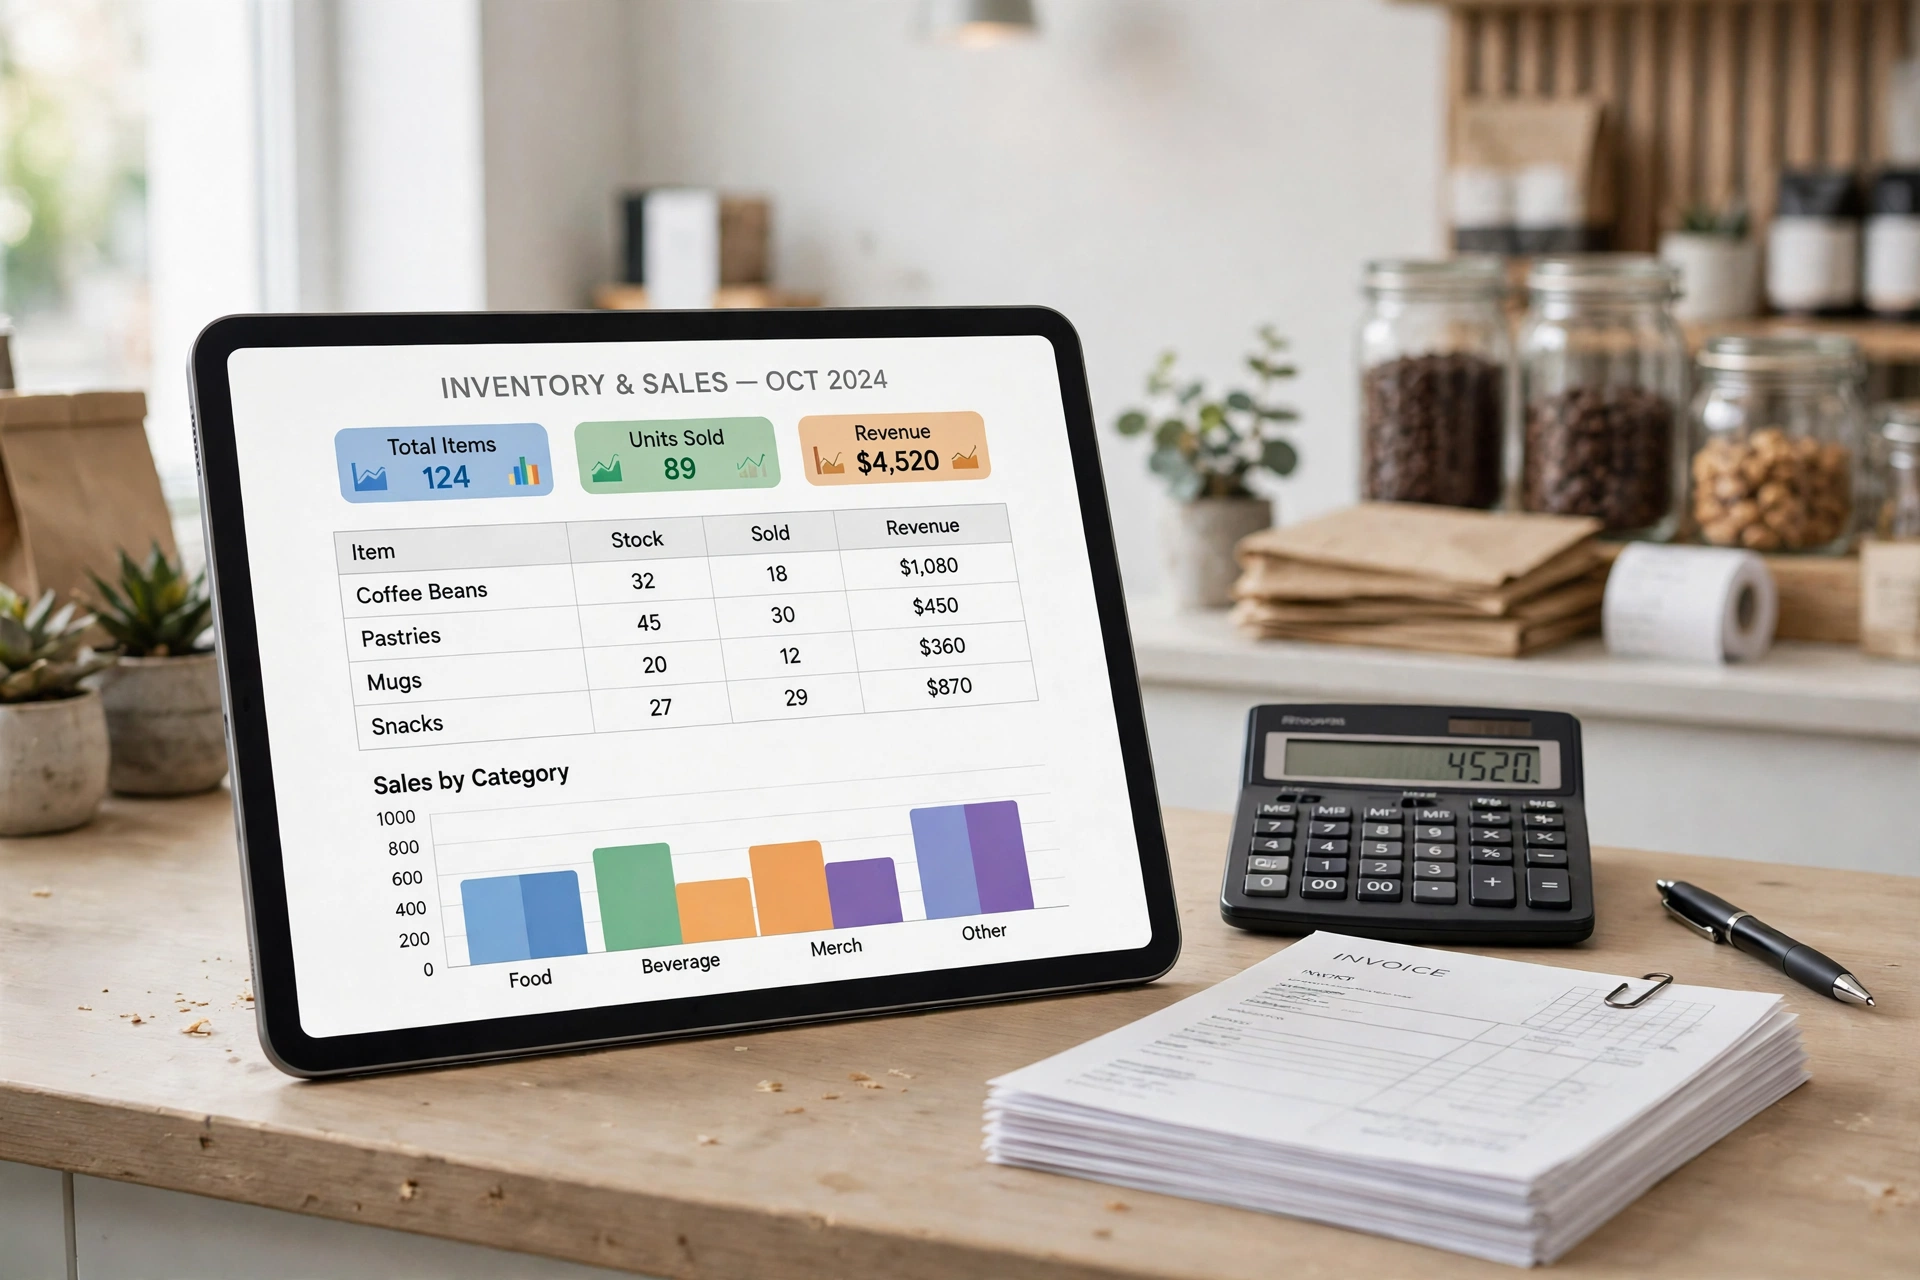 INVENTORY & SALES — OCT 2024
Total Items
124
Units Sold
89
Revenue
$4,520
Item Stock Sold Revenue
Coffee Beans 32 18 $1,080
Pastries 45 30 $450
Mugs 20 12 $360
Snacks 27 29 $870
Sales by Category
1000
800
600
400
200
0
Food Beverage Merch Other
4520.
7 7 8 9 × ×
4 4 5 6 % −
1 2 3
0 00 00 · + =
INVOICE